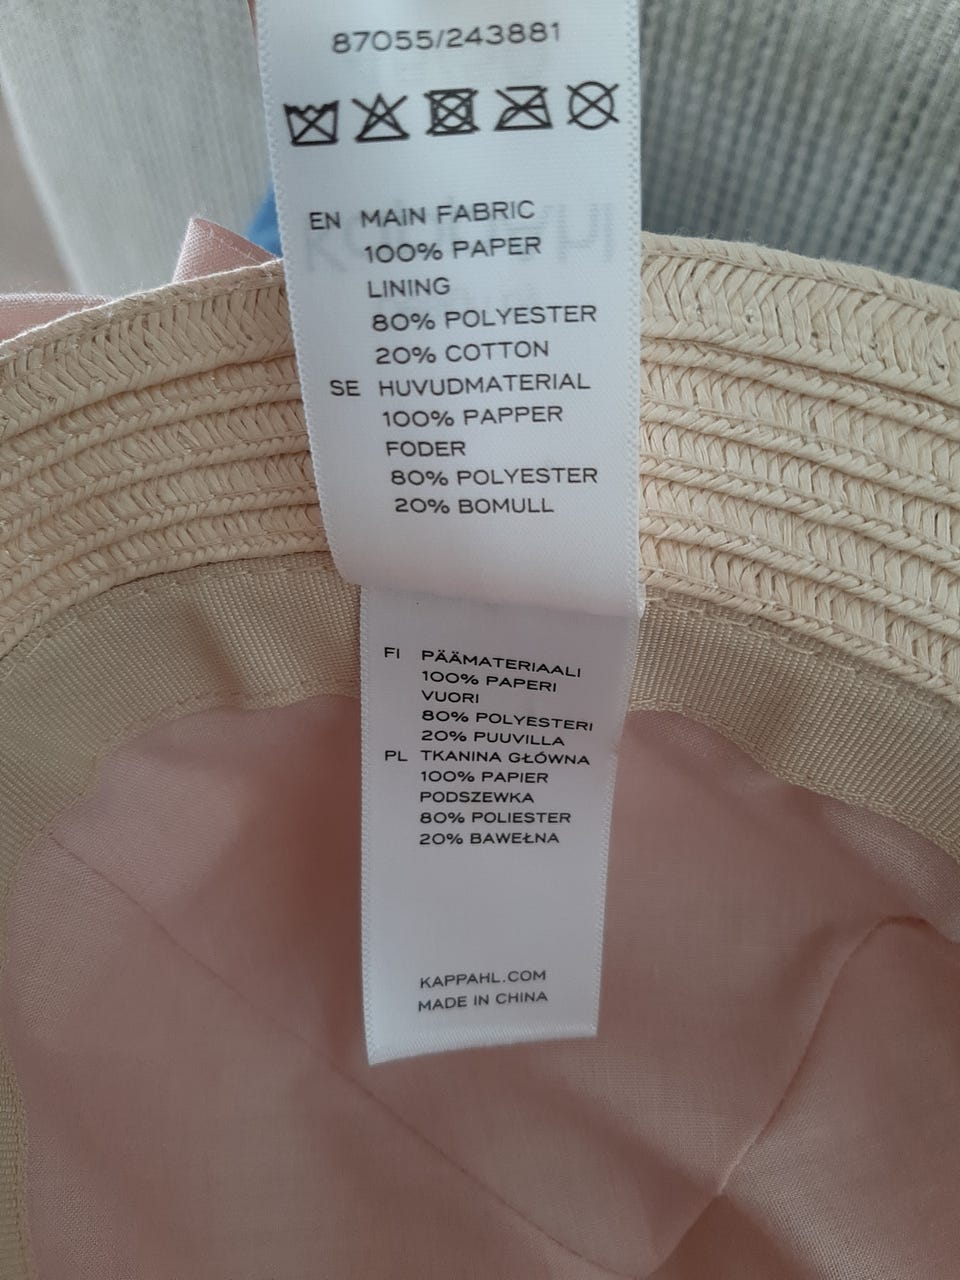 87055/243881
EN MAIN FABRIC
100% PAPER
LINING
80% POLYESTER
20% COTTON
SE HUVUDMATERIAL
100% PAPPER
FODER
80% POLYESTER
20% BOMULL
FI PÄÄMATERIAALI
100% PAPERI
VUORI
80% POLYESTERI
20% PUUVILLA
PL TKANINA GŁÓWNA
100% PAPIER
PODSZEWKA
80% POLIESTER
20% BAWEŁNA
KAPPAHL.COM
MADE IN CHINA